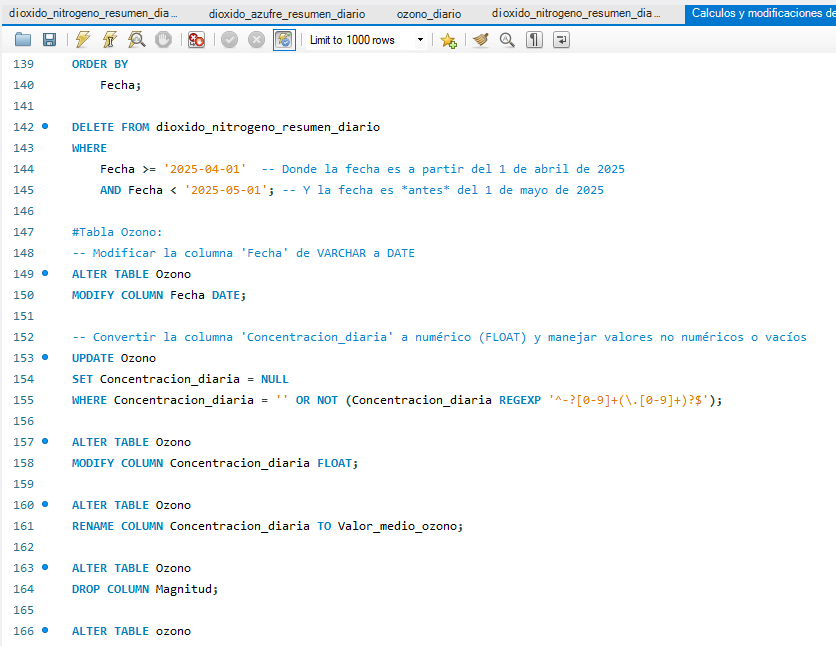 dioxido_nitrogeno_resumen_dia...
dioxido_azufre_resumen_diario
ozono_diario
dioxido_nitrogeno_resumen_dia...
Calculos y modificaciones de
Limit to 1000 rows
139 ORDER BY
140 Fecha;
141
142 DELETE FROM dioxido_nitrogeno_resumen_diario
143 WHERE
144 Fecha >= '2025-04-01' -- Donde la fecha es a partir del 1 de abril de 2025
145 AND Fecha < '2025-05-01'; -- Y la fecha es *antes* del 1 de mayo de 2025
146
147 #Tabla Ozono:
148 -- Modificar la columna 'Fecha' de VARCHAR a DATE
149 ALTER TABLE Ozono
150 MODIFY COLUMN Fecha DATE;
151
152 -- Convertir la columna 'Concentracion_diaria' a numérico (FLOAT) y manejar valores no numéricos o vacíos
153 UPDATE Ozono
154 SET Concentracion_diaria = NULL
155 WHERE Concentracion_diaria = '' OR NOT (Concentracion_diaria REGEXP '^-?[0-9]+(\.[0-9]+)?$');
156
157 ALTER TABLE Ozono
158 MODIFY COLUMN Concentracion_diaria FLOAT;
159
160 ALTER TABLE Ozono
161 RENAME COLUMN Concentracion_diaria TO Valor_medio_ozono;
162
163 ALTER TABLE Ozono
164 DROP COLUMN Magnitud;
165
166 ALTER TABLE ozono